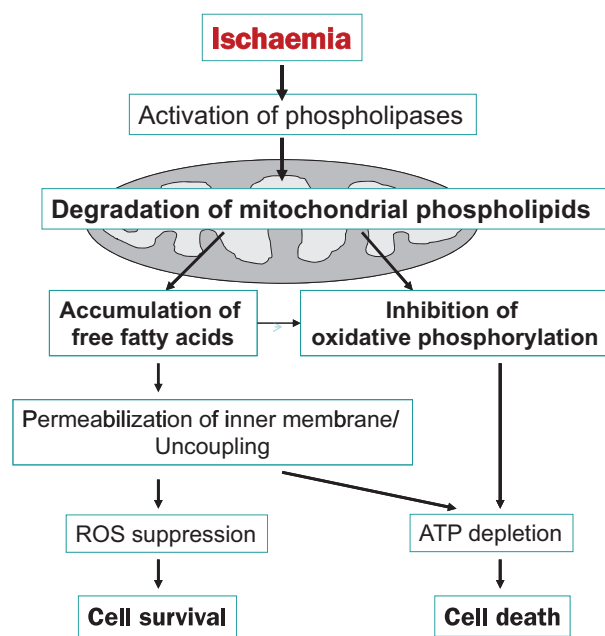 Ischaemia
Activation of phospholipases
Degradation of mitochondrial phospholipids
Accumulation of
free fatty acids
Inhibition of
oxidative phosphorylation
Permeabilization of inner membrane/
Uncoupling
ROS suppression
ATP depletion
Cell survival
Cell death